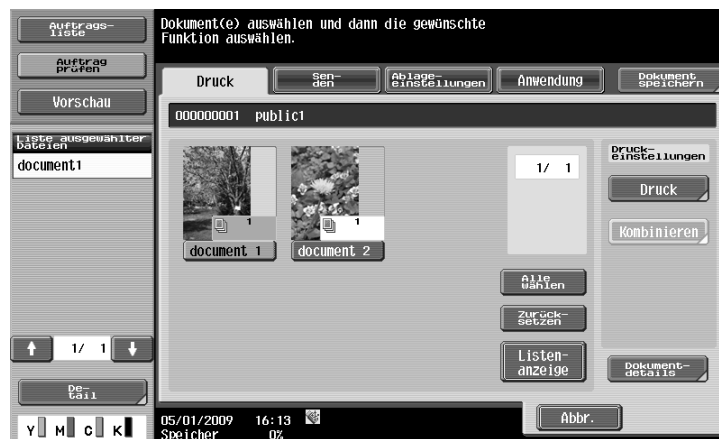 Auftrags-
liste
Auftrag
prüfen
Vorschau
Liste ausgewählter
Dateien
document1
1/ 1
De-
tail
Y M C K
Dokument(e) auswählen und dann die gewünschte
Funktion auswählen.
Druck
Sen-
den
Ablage-
einstellungen
Anwendung
Dokument
speichern
000000001 public1
1
document 1
1
document 2
1/ 1
Alle
wählen
Zurück-
setzen
Listen-
anzeige
Druck-
einstellungen
Druck
Kombinieren
Dokument-
details
05/01/2009 16:13
Speicher 0%
Abbr.